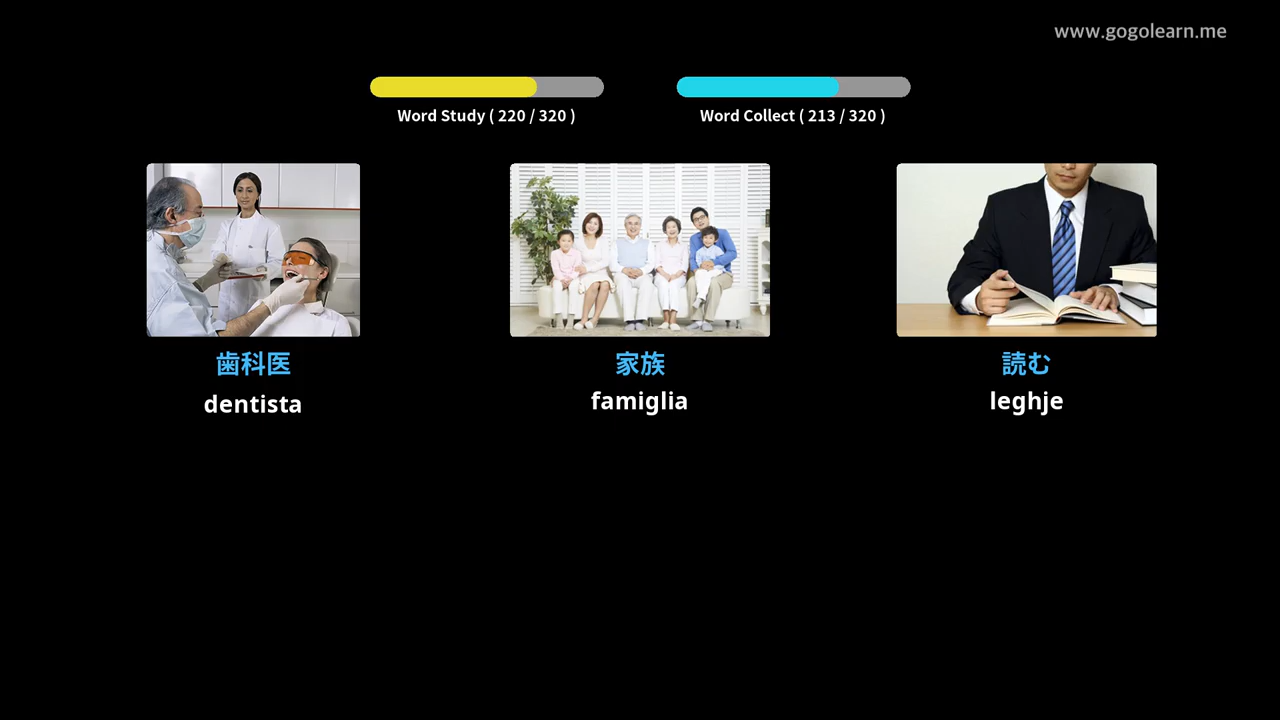 www.gogolearn.me
Word Study ( 220 / 320 )
Word Collect ( 213 / 320 )
歯科医
dentista
家族
famiglia
読む
leghje